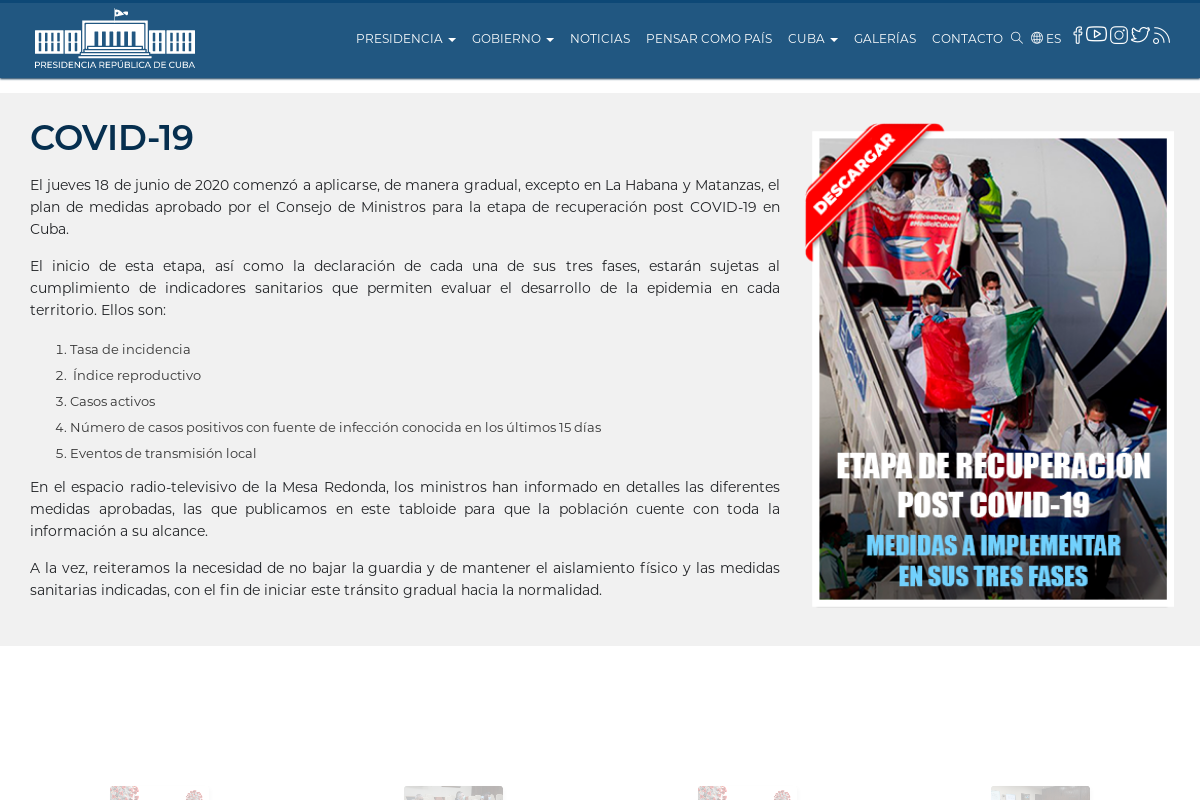 PRESIDENCIA REPÚBLICA DE CUBA
PRESIDENCIA
GOBIERNO
NOTICIAS
PENSAR COMO PAÍS
CUBA
GALERÍAS
CONTACTO
ES
COVID-19
El jueves 18 de junio de 2020 comenzó a aplicarse, de manera gradual, excepto en La Habana y Matanzas, el
plan de medidas aprobado por el Consejo de Ministros para la etapa de recuperación post COVID-19 en
Cuba.
El inicio de esta etapa, así como la declaración de cada una de sus tres fases, estarán sujetas al
cumplimiento de indicadores sanitarios que permiten evaluar el desarrollo de la epidemia en cada
territorio. Ellos son:
1. Tasa de incidencia
2. Índice reproductivo
3. Casos activos
4. Número de casos positivos con fuente de infección conocida en los últimos 15 días
5. Eventos de transmisión local
En el espacio radio-televisivo de la Mesa Redonda, los ministros han informado en detalles las diferentes
medidas aprobadas, las que publicamos en este tabloide para que la población cuente con toda la
información a su alcance.
A la vez, reiteramos la necesidad de no bajar la guardia y de mantener el aislamiento físico y las medidas
sanitarias indicadas, con el fin de iniciar este tránsito gradual hacia la normalidad.
DESCARGAR
ETAPA DE RECUPERACIÓN
POST COVID-19
MEDIDAS A IMPLEMENTAR
EN SUS TRES FASES